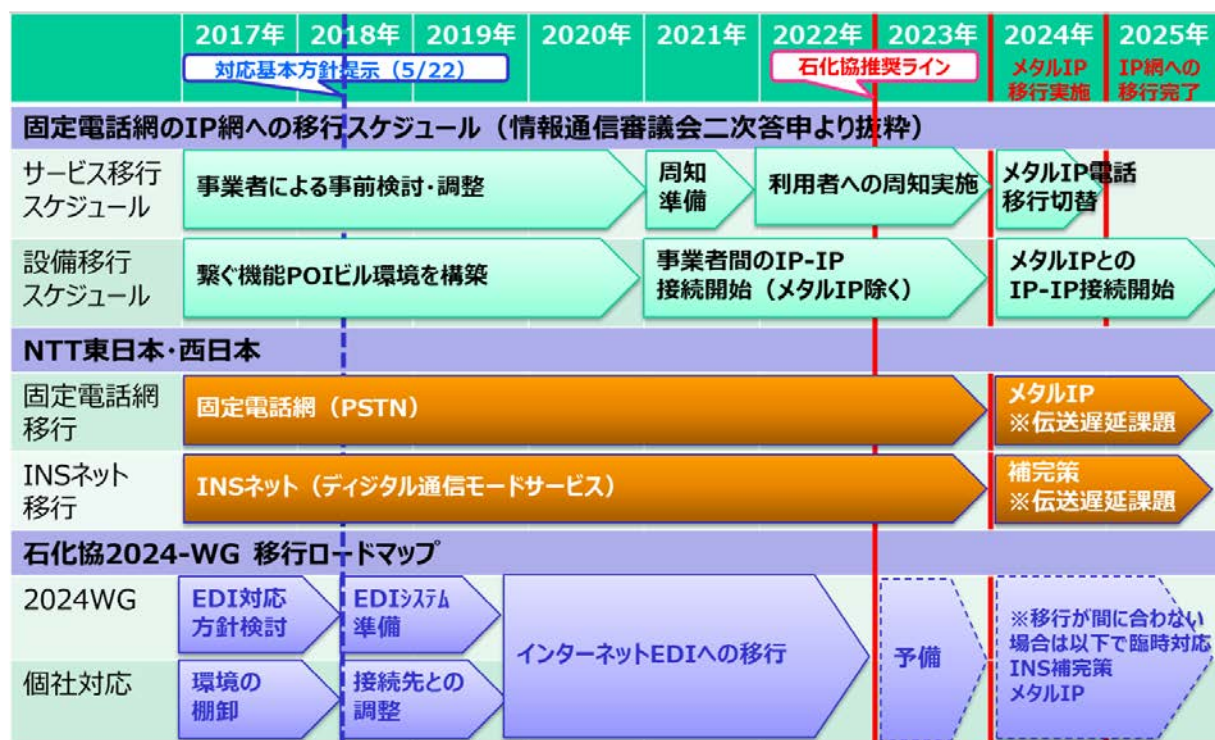 2017年
2018年
2019年
2020年
2021年
2022年
2023年
2024年
2025年
対応基本方針提示（5/22）
石化協推奨ライン
メタルIP
移行実施
IP網への
移行完了
固定電話網のIP網への移行スケジュール（情報通信審議会二次答申より抜粋）
サービス移行
スケジュール
事業者による事前検討・調整
周知
準備
利用者への周知実施
メタルIP電話
移行切替
設備移行
スケジュール
繋ぐ機能POIビル環境を構築
事業者間のIP-IP
接続開始（メタルIP除く）
メタルIPとの
IP-IP接続開始
NTT東日本・西日本
固定電話網
移行
固定電話網（PSTN）
メタルIP
※伝送遅延課題
INSネット
移行
INSネット（ディジタル通信モードサービス）
補完策
※伝送遅延課題
石化協2024-WG 移行ロードマップ
2024WG
EDI対応
方針検討
EDIｼｽﾃﾑ
準備
インターネットEDIへの移行
予備
※移行が間に合わない
場合は以下で臨時対応
INS補完策
メタルIP
個社対応
環境の
棚卸
接続先との
調整